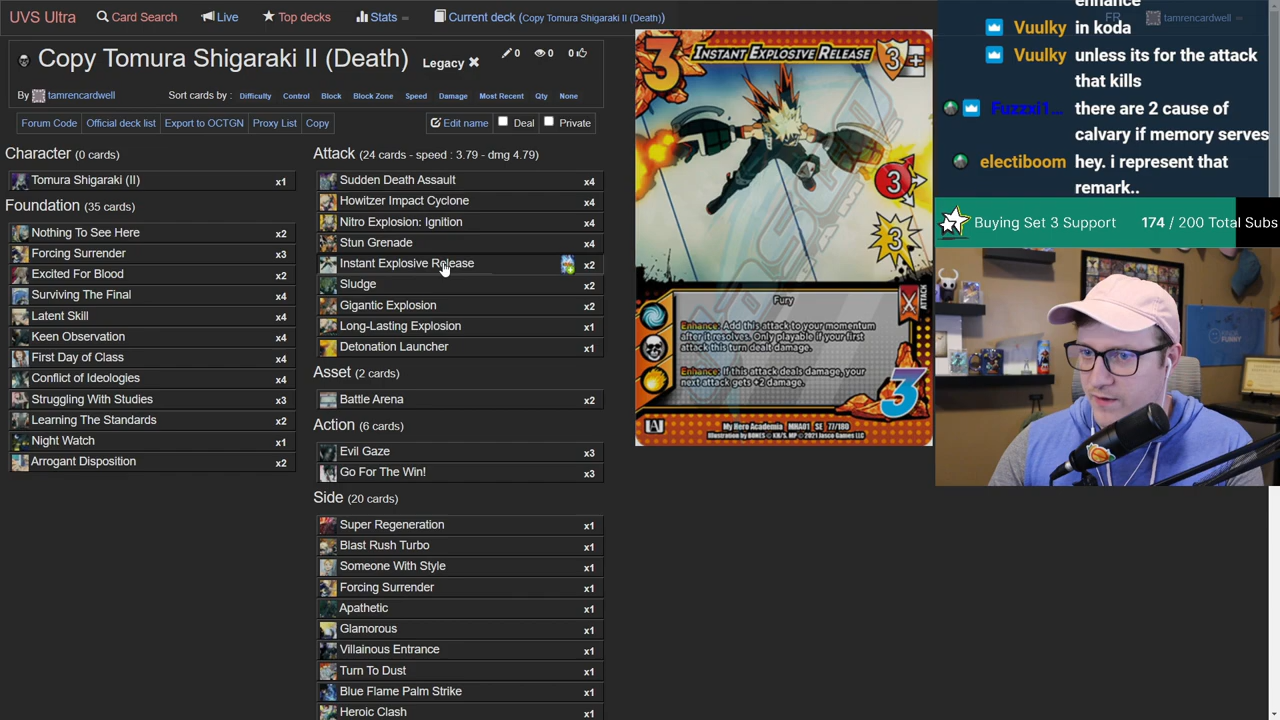 UVS Ultra
Card Search
Live
Top decks
Stats
Current deck (Copy Tomura Shigaraki II (Death))
FR
tamrencardwell
Copy Tomura Shigaraki II (Death)
Legacy
0
0
0
By tamrencardwell
Sort cards by : Difficulty Control Block Block Zone Speed Damage Most Recent Qty None
Forum Code
Official deck list
Export to OCTGN
Proxy List
Copy
Edit name
Deal
Private
Character (0 cards)
Tomura Shigaraki (II) x1
Foundation (35 cards)
Nothing To See Here x2
Forcing Surrender x3
Excited For Blood x2
Surviving The Final x4
Latent Skill x4
Keen Observation x4
First Day of Class x4
Conflict of Ideologies x4
Struggling With Studies x3
Learning The Standards x2
Night Watch x1
Arrogant Disposition x2
Attack (24 cards - speed : 3.79 - dmg 4.79)
Sudden Death Assault x4
Howitzer Impact Cyclone x4
Nitro Explosion: Ignition x4
Stun Grenade x4
Instant Explosive Release x2
Sludge x2
Gigantic Explosion x2
Long-Lasting Explosion x1
Detonation Launcher x1
Asset (2 cards)
Battle Arena x2
Action (6 cards)
Evil Gaze x3
Go For The Win! x3
Side (20 cards)
Super Regeneration x1
Blast Rush Turbo x1
Someone With Style x1
Forcing Surrender x1
Apathetic x1
Glamorous x1
Villainous Entrance x1
Turn To Dust x1
Blue Flame Palm Strike x1
Heroic Clash x1
3
Instant Explosive Release
3
+
3
3
Fury
Enhance: Add this attack to your momentum
after it resolves. Only playable if your first
attack this turn dealt damage.
Enhance: If this attack deals damage, your
next attack gets +2 damage.
ATTACK
3
My Hero Academia MHA01 SE 77/180
enhance
Vuulky in koda
Vuulky unless its for the attack
that kills
Fuzzxi1... there are 2 cause of
calvary if memory serves
electiboom hey. i represent that
remark..
Buying Set 3 Support 174 / 200 Total Subs